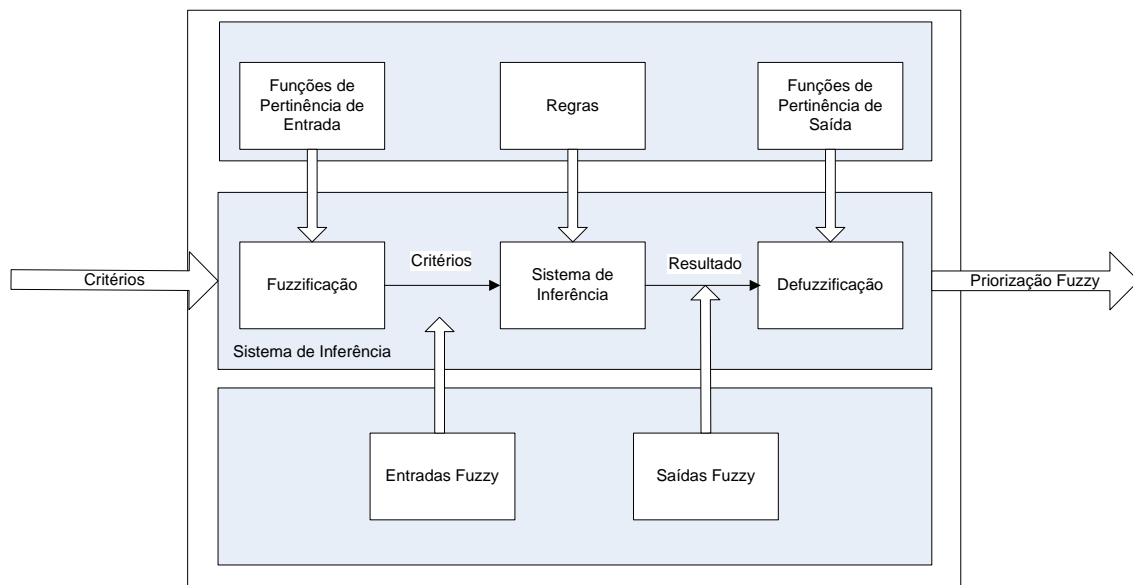 Funções de
Pertinência de
Entrada
Regras
Funções de
Pertinência de
Saída
Critérios
Fuzzificação
Critérios
Sistema de
Inferência
Resultado
Defuzzificação
Priorização Fuzzy
Sistema de Inferência
Entradas Fuzzy
Saídas Fuzzy